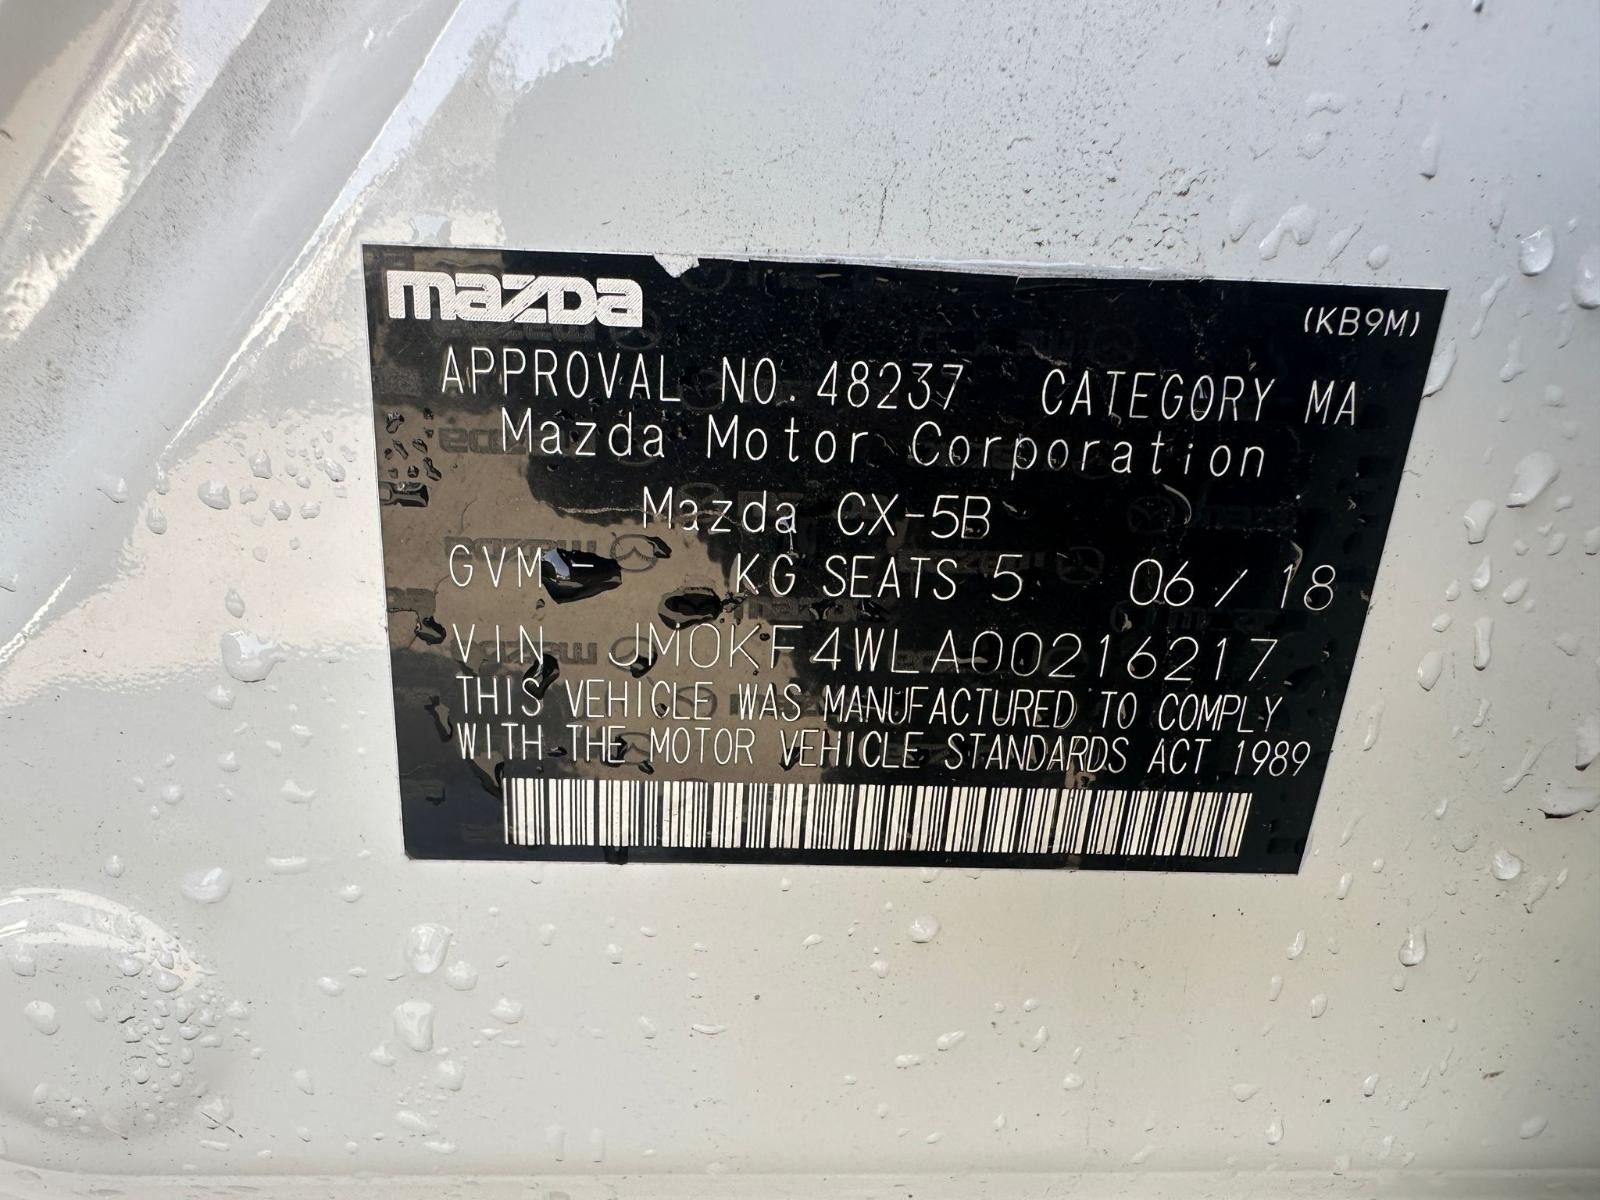 mazda
(KB9M)
APPROVAL NO. 48237 CATEGORY MA
Mazda Motor Corporation
Mazda CX-5B
GVM - KG SEATS 5 06 / 18
VIN JM0KF4WLA00216217
THIS VEHICLE WAS MANUFACTURED TO COMPLY
WITH THE MOTOR VEHICLE STANDARDS ACT 1989